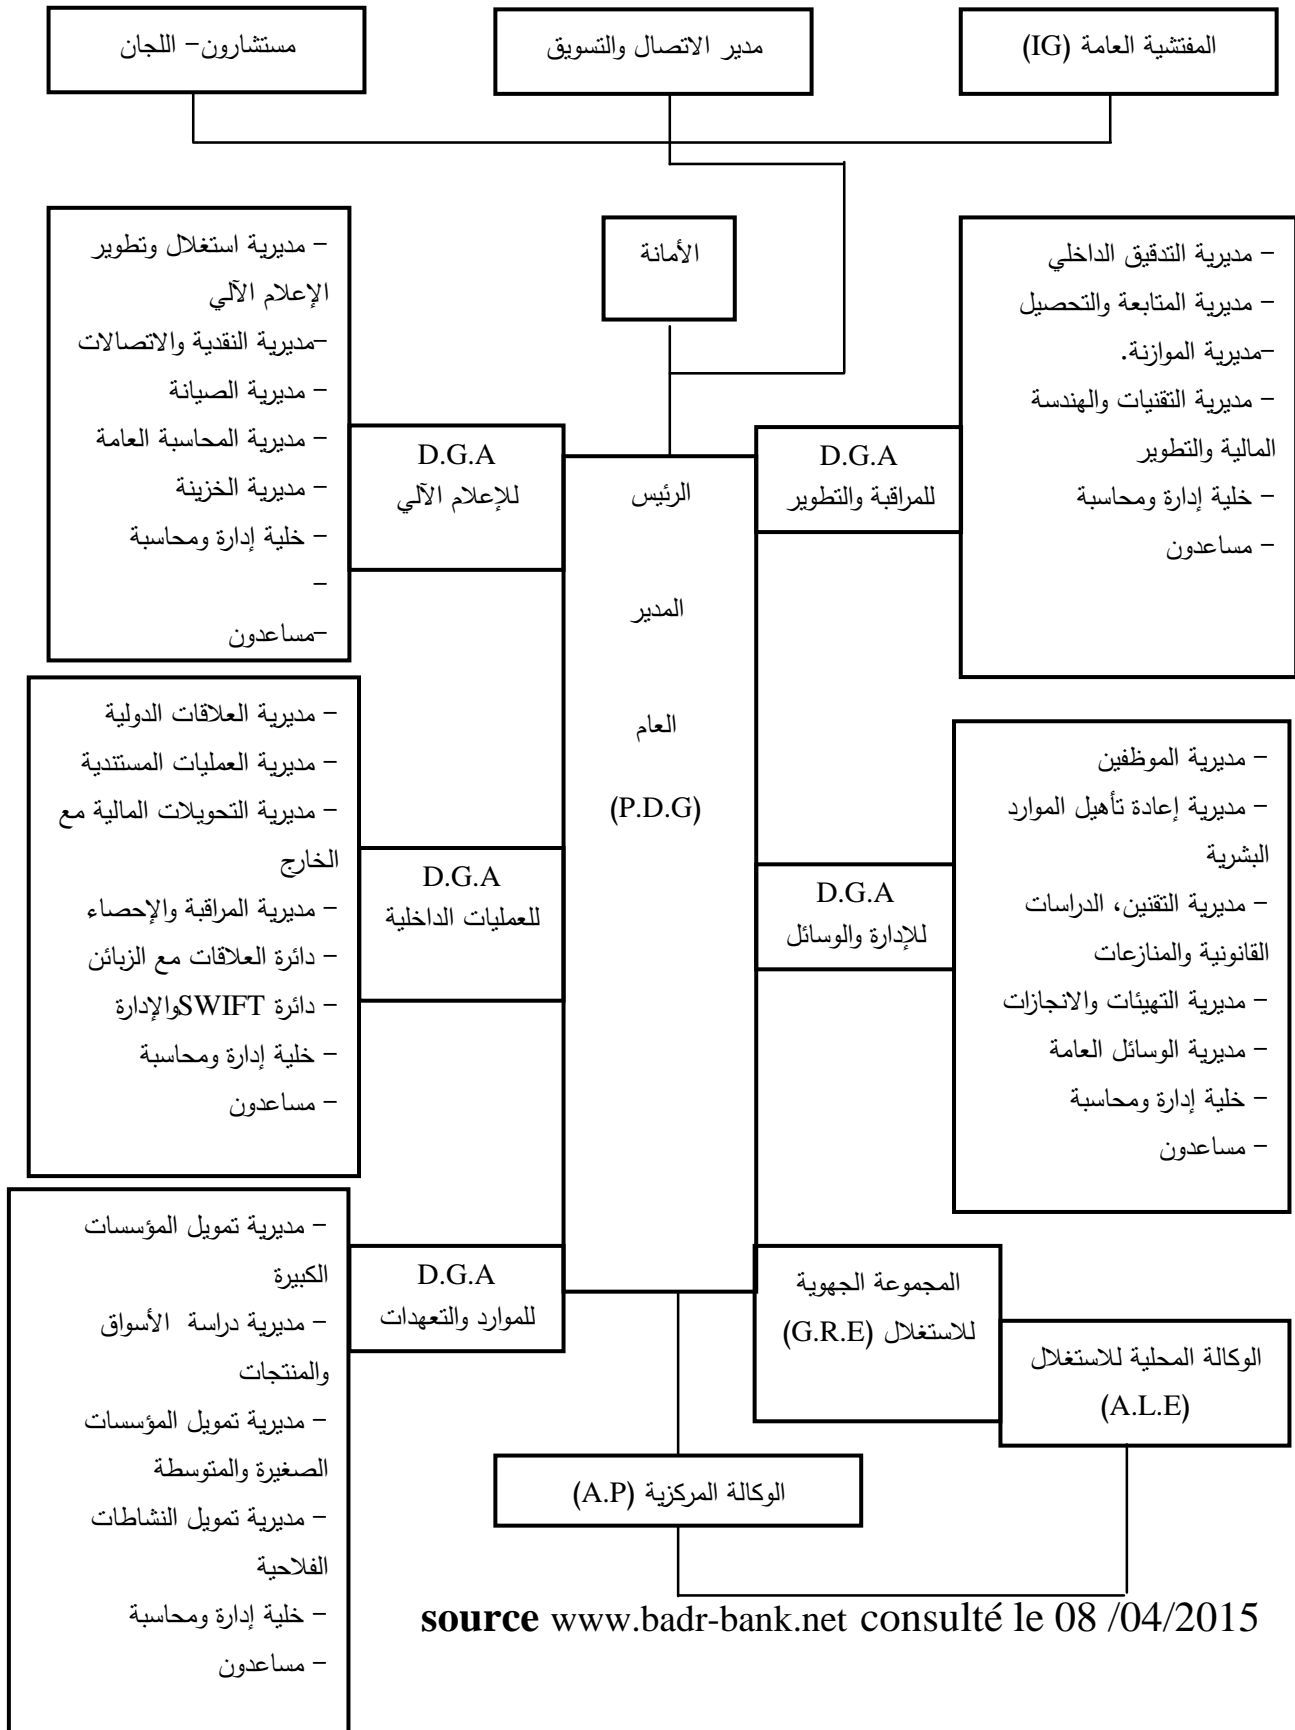 المفتشية العامة (IG)
مدير الاتصال والتسويق
مستشارون– اللجان
الأمانة
– مديرية التدقيق الداخلي
– مديرية المتابعة والتحصيل
–مديرية الموازنة.
– مديرية التقنيات والهندسة
المالية والتطوير
– خلية إدارة ومحاسبة
– مساعدون
D.G.A
للمراقبة والتطوير
الرئيس
المدير
العام
(P.D.G)
D.G.A
للإعلام الآلي
– مديرية استغلال وتطوير
الإعلام الآلي
–مديرية النقدية والاتصالات
– مديرية الصيانة
– مديرية المحاسبة العامة
– مديرية الخزينة
– خلية إدارة ومحاسبة
–
–مساعدون
– مديرية الموظفين
– مديرية إعادة تأهيل الموارد
البشرية
– مديرية التقنين، الدراسات
القانونية والمنازعات
– مديرية التهيئات والانجازات
– مديرية الوسائل العامة
– خلية إدارة ومحاسبة
– مساعدون
D.G.A
للإدارة والوسائل
D.G.A
للعمليات الداخلية
– مديرية العلاقات الدولية
– مديرية العمليات المستندية
– مديرية التحويلات المالية مع
الخارج
– مديرية المراقبة والإحصاء
– دائرة العلاقات مع الزبائن
– دائرة SWIFTوالإدارة
– خلية إدارة ومحاسبة
– مساعدون
المجموعة الجهوية
للاستغلال (G.R.E)
الوكالة المحلية للاستغلال
(A.L.E)
D.G.A
للموارد والتعهدات
– مديرية تمويل المؤسسات
الكبيرة
– مديرية دراسة الأسواق
والمنتجات
– مديرية تمويل المؤسسات
الصغيرة والمتوسطة
– مديرية تمويل النشاطات
الفلاحية
– خلية إدارة ومحاسبة
– مساعدون
الوكالة المركزية (A.P)
source www.badr-bank.net consulté le 08 /04/2015